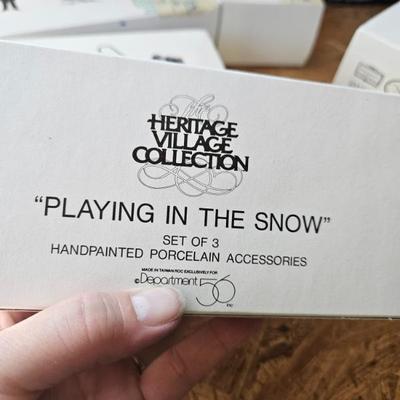 The
HERITAGE
VILLAGE
COLLECTION
"PLAYING IN THE SNOW"
SET OF 3
HANDPAINTED PORCELAIN ACCESSORIES
MADE IN TAIWAN ROC EXCLUSIVELY FOR
©Department 56 INC